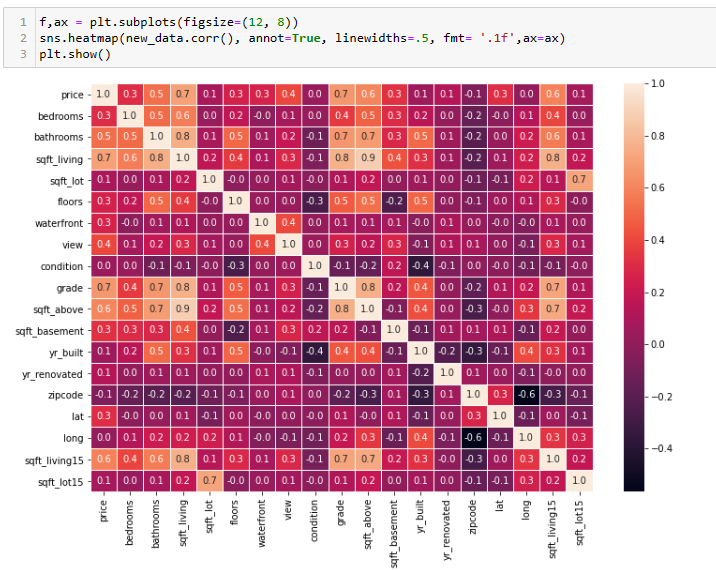 1 f,ax = plt.subplots(figsize=(12, 8))
2 sns.heatmap(new_data.corr(), annot=True, linewidths=.5, fmt= '.1f',ax=ax)
3 plt.show()
price 1.0 0.3 0.5 0.7 0.1 0.3 0.3 0.4 0.0 0.7 0.6 0.3 0.1 0.1 -0.1 0.3 0.0 0.6 0.1
bedrooms 0.3 1.0 0.5 0.6 0.0 0.2 -0.0 0.1 0.0 0.4 0.5 0.3 0.2 0.0 -0.2 -0.0 0.1 0.4 0.0
bathrooms 0.5 0.5 1.0 0.8 0.1 0.5 0.1 0.2 -0.1 0.7 0.7 0.3 0.5 0.1 -0.2 0.0 0.2 0.6 0.1
sqft_living 0.7 0.6 0.8 1.0 0.2 0.4 0.1 0.3 -0.1 0.8 0.9 0.4 0.3 0.1 -0.2 0.1 0.2 0.8 0.2
sqft_lot 0.1 0.0 0.1 0.2 1.0 -0.0 0.0 0.1 -0.0 0.1 0.2 0.0 0.1 0.0 -0.1 -0.1 0.2 0.1 0.7
floors 0.3 0.2 0.5 0.4 -0.0 1.0 0.0 0.0 -0.3 0.5 0.5 -0.2 0.5 0.0 -0.1 0.0 0.1 0.3 -0.0
waterfront 0.3 -0.0 0.1 0.1 0.0 0.0 1.0 0.4 0.0 0.1 0.1 0.1 -0.0 0.1 0.0 -0.0 -0.0 0.1 0.0
view 0.4 0.1 0.2 0.3 0.1 0.0 0.4 1.0 0.0 0.3 0.2 0.3 -0.1 0.1 0.1 0.0 -0.1 0.3 0.1
condition 0.0 0.0 -0.1 -0.1 -0.0 -0.3 0.0 0.0 1.0 -0.1 -0.2 0.2 -0.4 -0.1 0.0 -0.0 -0.1 -0.1 -0.0
grade 0.7 0.4 0.7 0.8 0.1 0.5 0.1 0.3 -0.1 1.0 0.8 0.2 0.4 0.0 -0.2 0.1 0.2 0.7 0.1
sqft_above 0.6 0.5 0.7 0.9 0.2 0.5 0.1 0.2 -0.2 0.8 1.0 -0.1 0.4 0.0 -0.3 -0.0 0.3 0.7 0.2
sqft_basement 0.3 0.3 0.3 0.4 0.0 -0.2 0.1 0.3 0.2 0.2 -0.1 1.0 -0.1 0.1 0.1 0.1 -0.1 0.2 0.0
yr_built 0.1 0.2 0.5 0.3 0.1 0.5 -0.0 -0.1 -0.4 0.4 0.4 -0.1 1.0 -0.2 -0.3 -0.1 0.4 0.3 0.1
yr_renovated 0.1 0.0 0.1 0.1 0.0 0.0 0.1 0.1 -0.1 0.0 0.0 0.1 -0.2 1.0 0.1 0.0 -0.1 -0.0 0.0
zipcode -0.1 -0.2 -0.2 -0.2 -0.1 -0.1 0.0 0.1 0.0 -0.2 -0.3 0.1 -0.3 0.1 1.0 0.3 -0.6 -0.3 -0.1
lat 0.3 -0.0 0.0 0.1 -0.1 0.0 -0.0 0.0 -0.0 0.1 -0.0 0.1 -0.1 0.0 0.3 1.0 -0.1 0.0 -0.1
long 0.0 0.1 0.2 0.2 0.2 0.1 -0.0 -0.1 -0.1 0.2 0.3 -0.1 0.4 -0.1 -0.6 -0.1 1.0 0.3 0.3
sqft_living15 0.6 0.4 0.6 0.8 0.1 0.3 0.1 0.3 -0.1 0.7 0.7 0.2 0.3 -0.0 -0.3 0.0 0.3 1.0 0.2
sqft_lot15 0.1 0.0 0.1 0.2 0.7 -0.0 0.0 0.1 -0.0 0.1 0.2 0.0 0.1 0.0 -0.1 -0.1 0.3 0.2 1.0
price bedrooms bathrooms sqft_living sqft_lot floors waterfront view condition grade sqft_above sqft_basement yr_built yr_renovated zipcode lat long sqft_living15 sqft_lot15
1.0
0.8
0.6
0.4
0.2
0.0
−0.2
−0.4